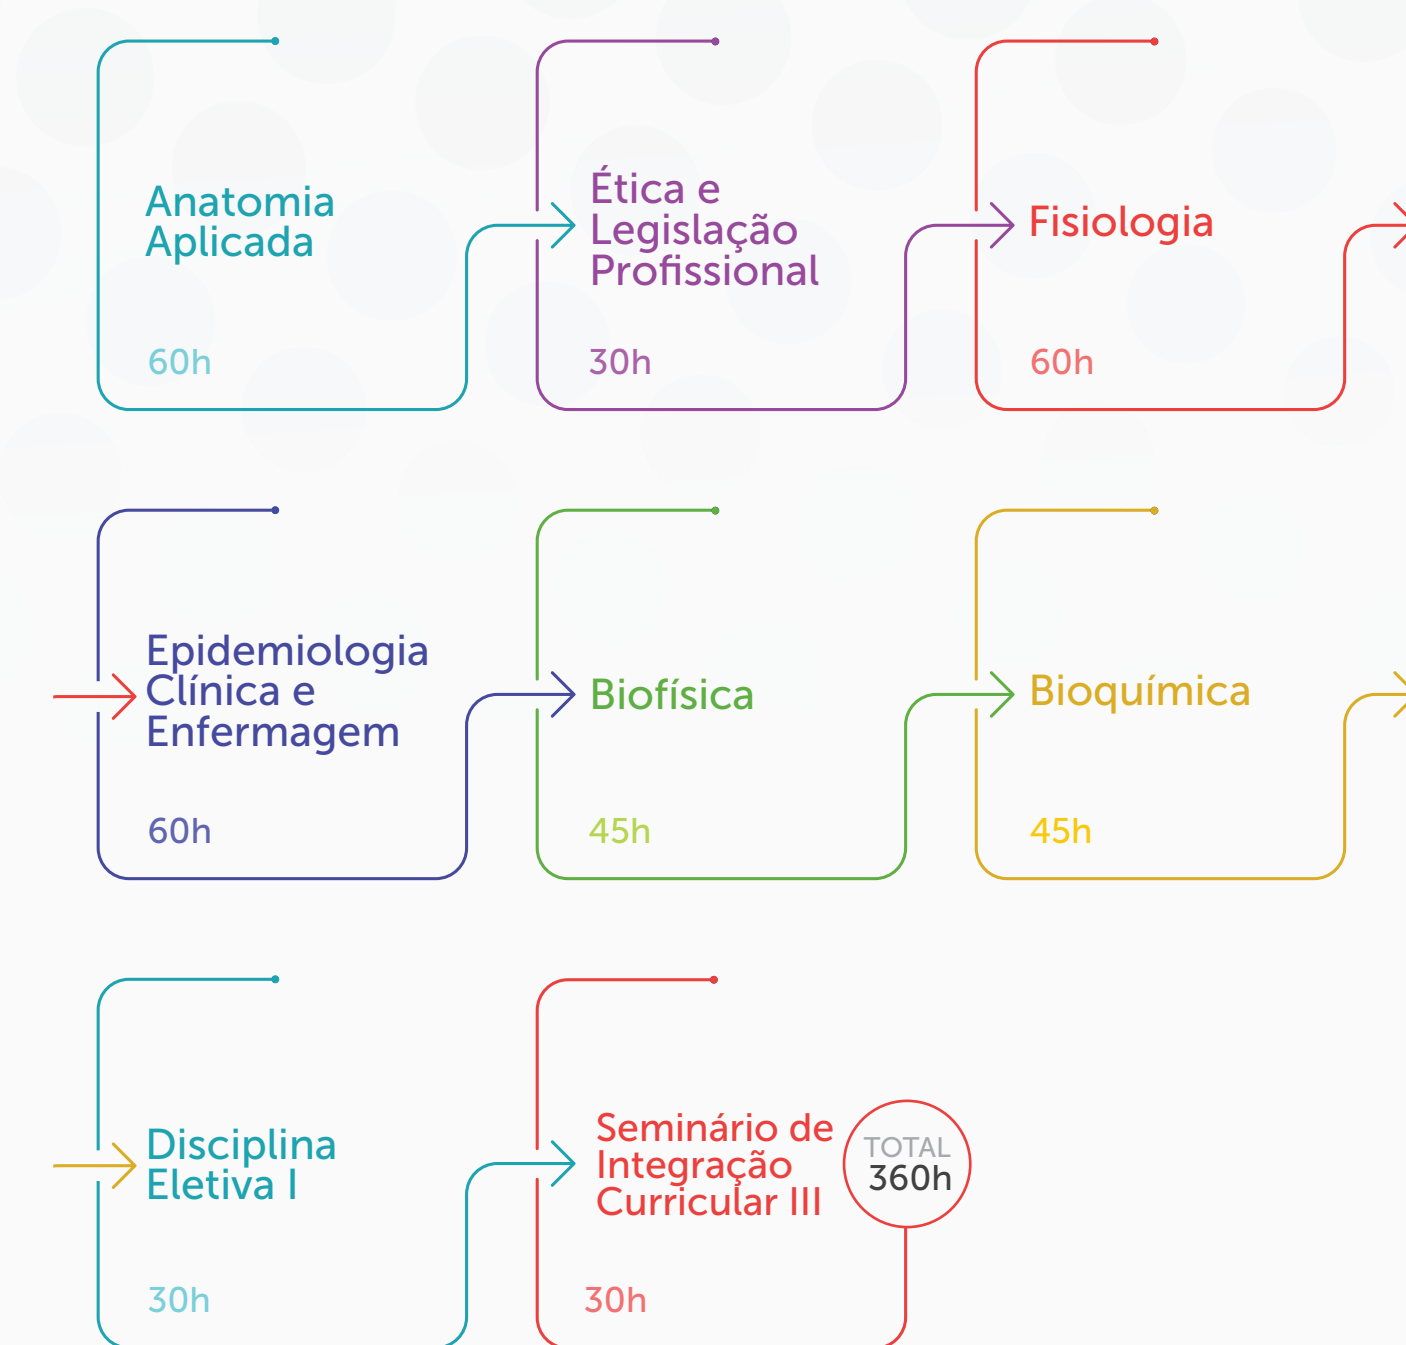 Anatomia
Aplicada
60h
Ética e
Legislação
Profissional
30h
Fisiologia
60h
Epidemiologia
Clínica e
Enfermagem
60h
Biofísica
45h
Bioquímica
45h
Disciplina
Eletiva I
30h
Seminário de
Integração
Curricular III
30h
TOTAL
360h